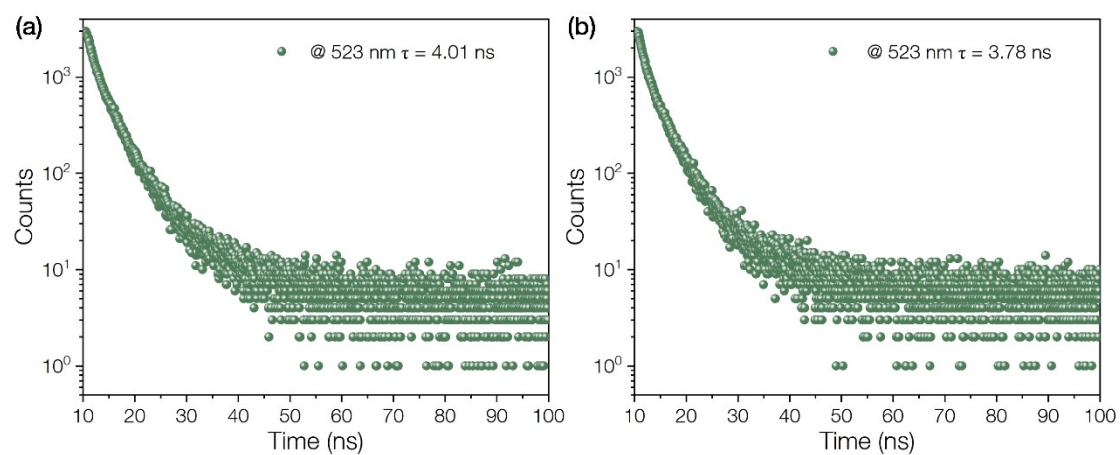 (a)
@ 523 nm τ = 4.01 ns
Counts
10³
10²
10¹
10⁰
10 20 30 40 50 60 70 80 90 100
Time (ns)
(b)
@ 523 nm τ = 3.78 ns
Counts
10³
10²
10¹
10⁰
10 20 30 40 50 60 70 80 90 100
Time (ns)